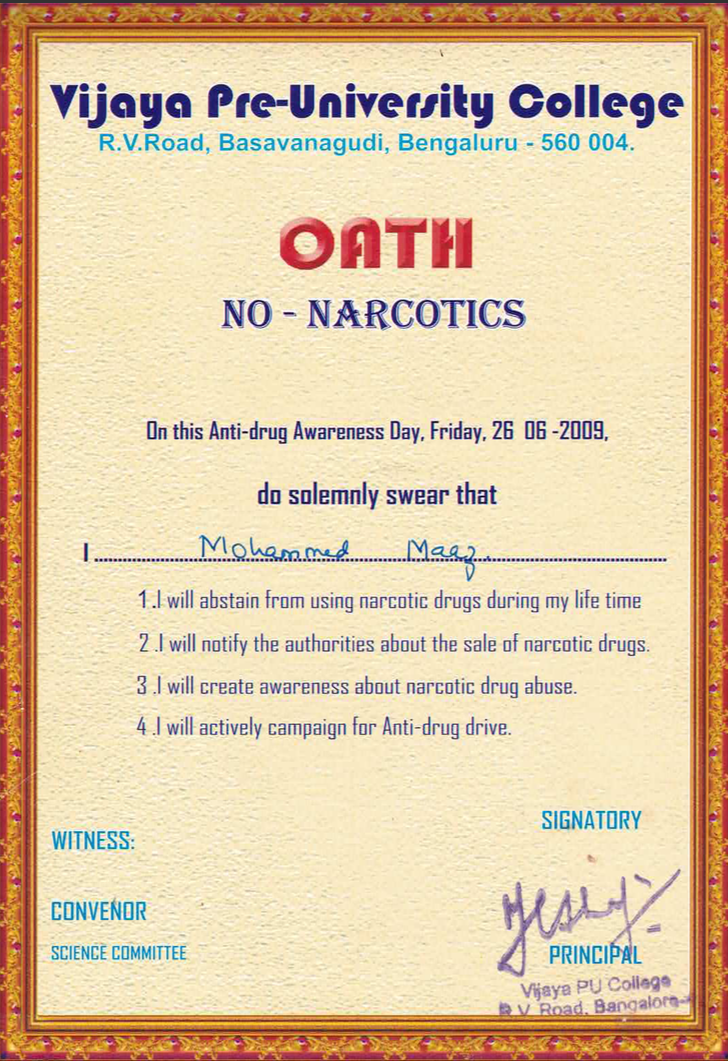 Vijaya Pre-University College
R.V.Road, Basavanagudi, Bengaluru - 560 004.
OATH
NO - NARCOTICS
On this Anti-drug Awareness Day, Friday, 26 06 -2009,
do solemnly swear that
I Mohammed Maaz.
1.I will abstain from using narcotic drugs during my life time
2 .I will notify the authorities about the sale of narcotic drugs.
3 .I will create awareness about narcotic drug abuse.
4 .I will actively campaign for Anti-drug drive.
SIGNATORY
WITNESS:
CONVENOR
SCIENCE COMMITTEE
PRINCIPAL
Vijaya PU College
R.V. Road, Bangalore-4